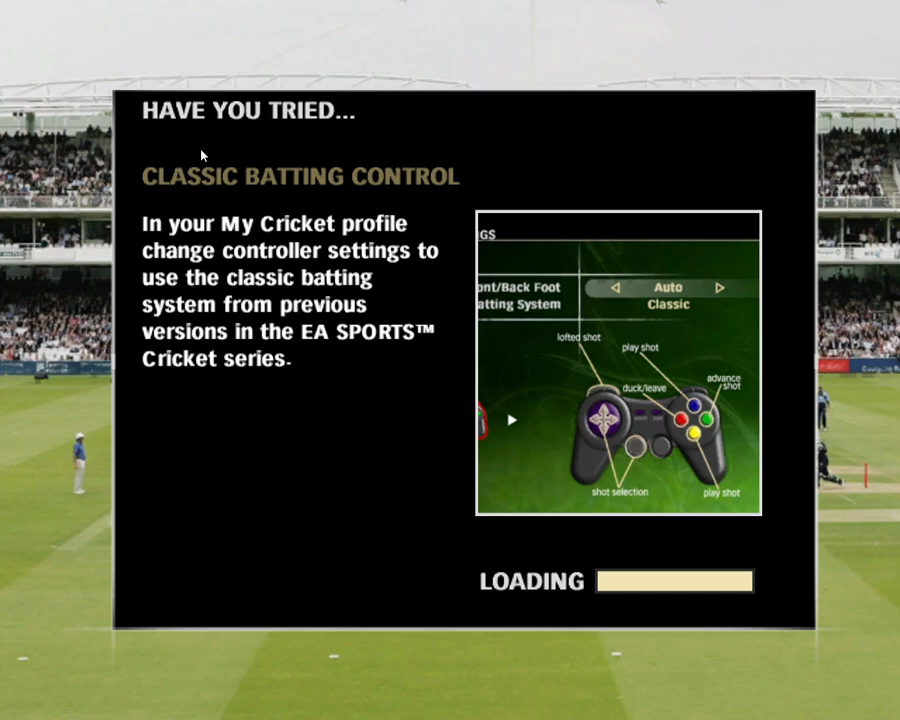 HAVE YOU TRIED...
CLASSIC BATTING CONTROL
In your My Cricket profile
change controller settings to
use the classic batting
system from previous
versions in the EA SPORTS™
Cricket series.
GS
ont/Back Foot
Auto
atting System
Classic
lofted shot
play shot
duck/leave
advance
shot
shot selection
play shot
LOADING